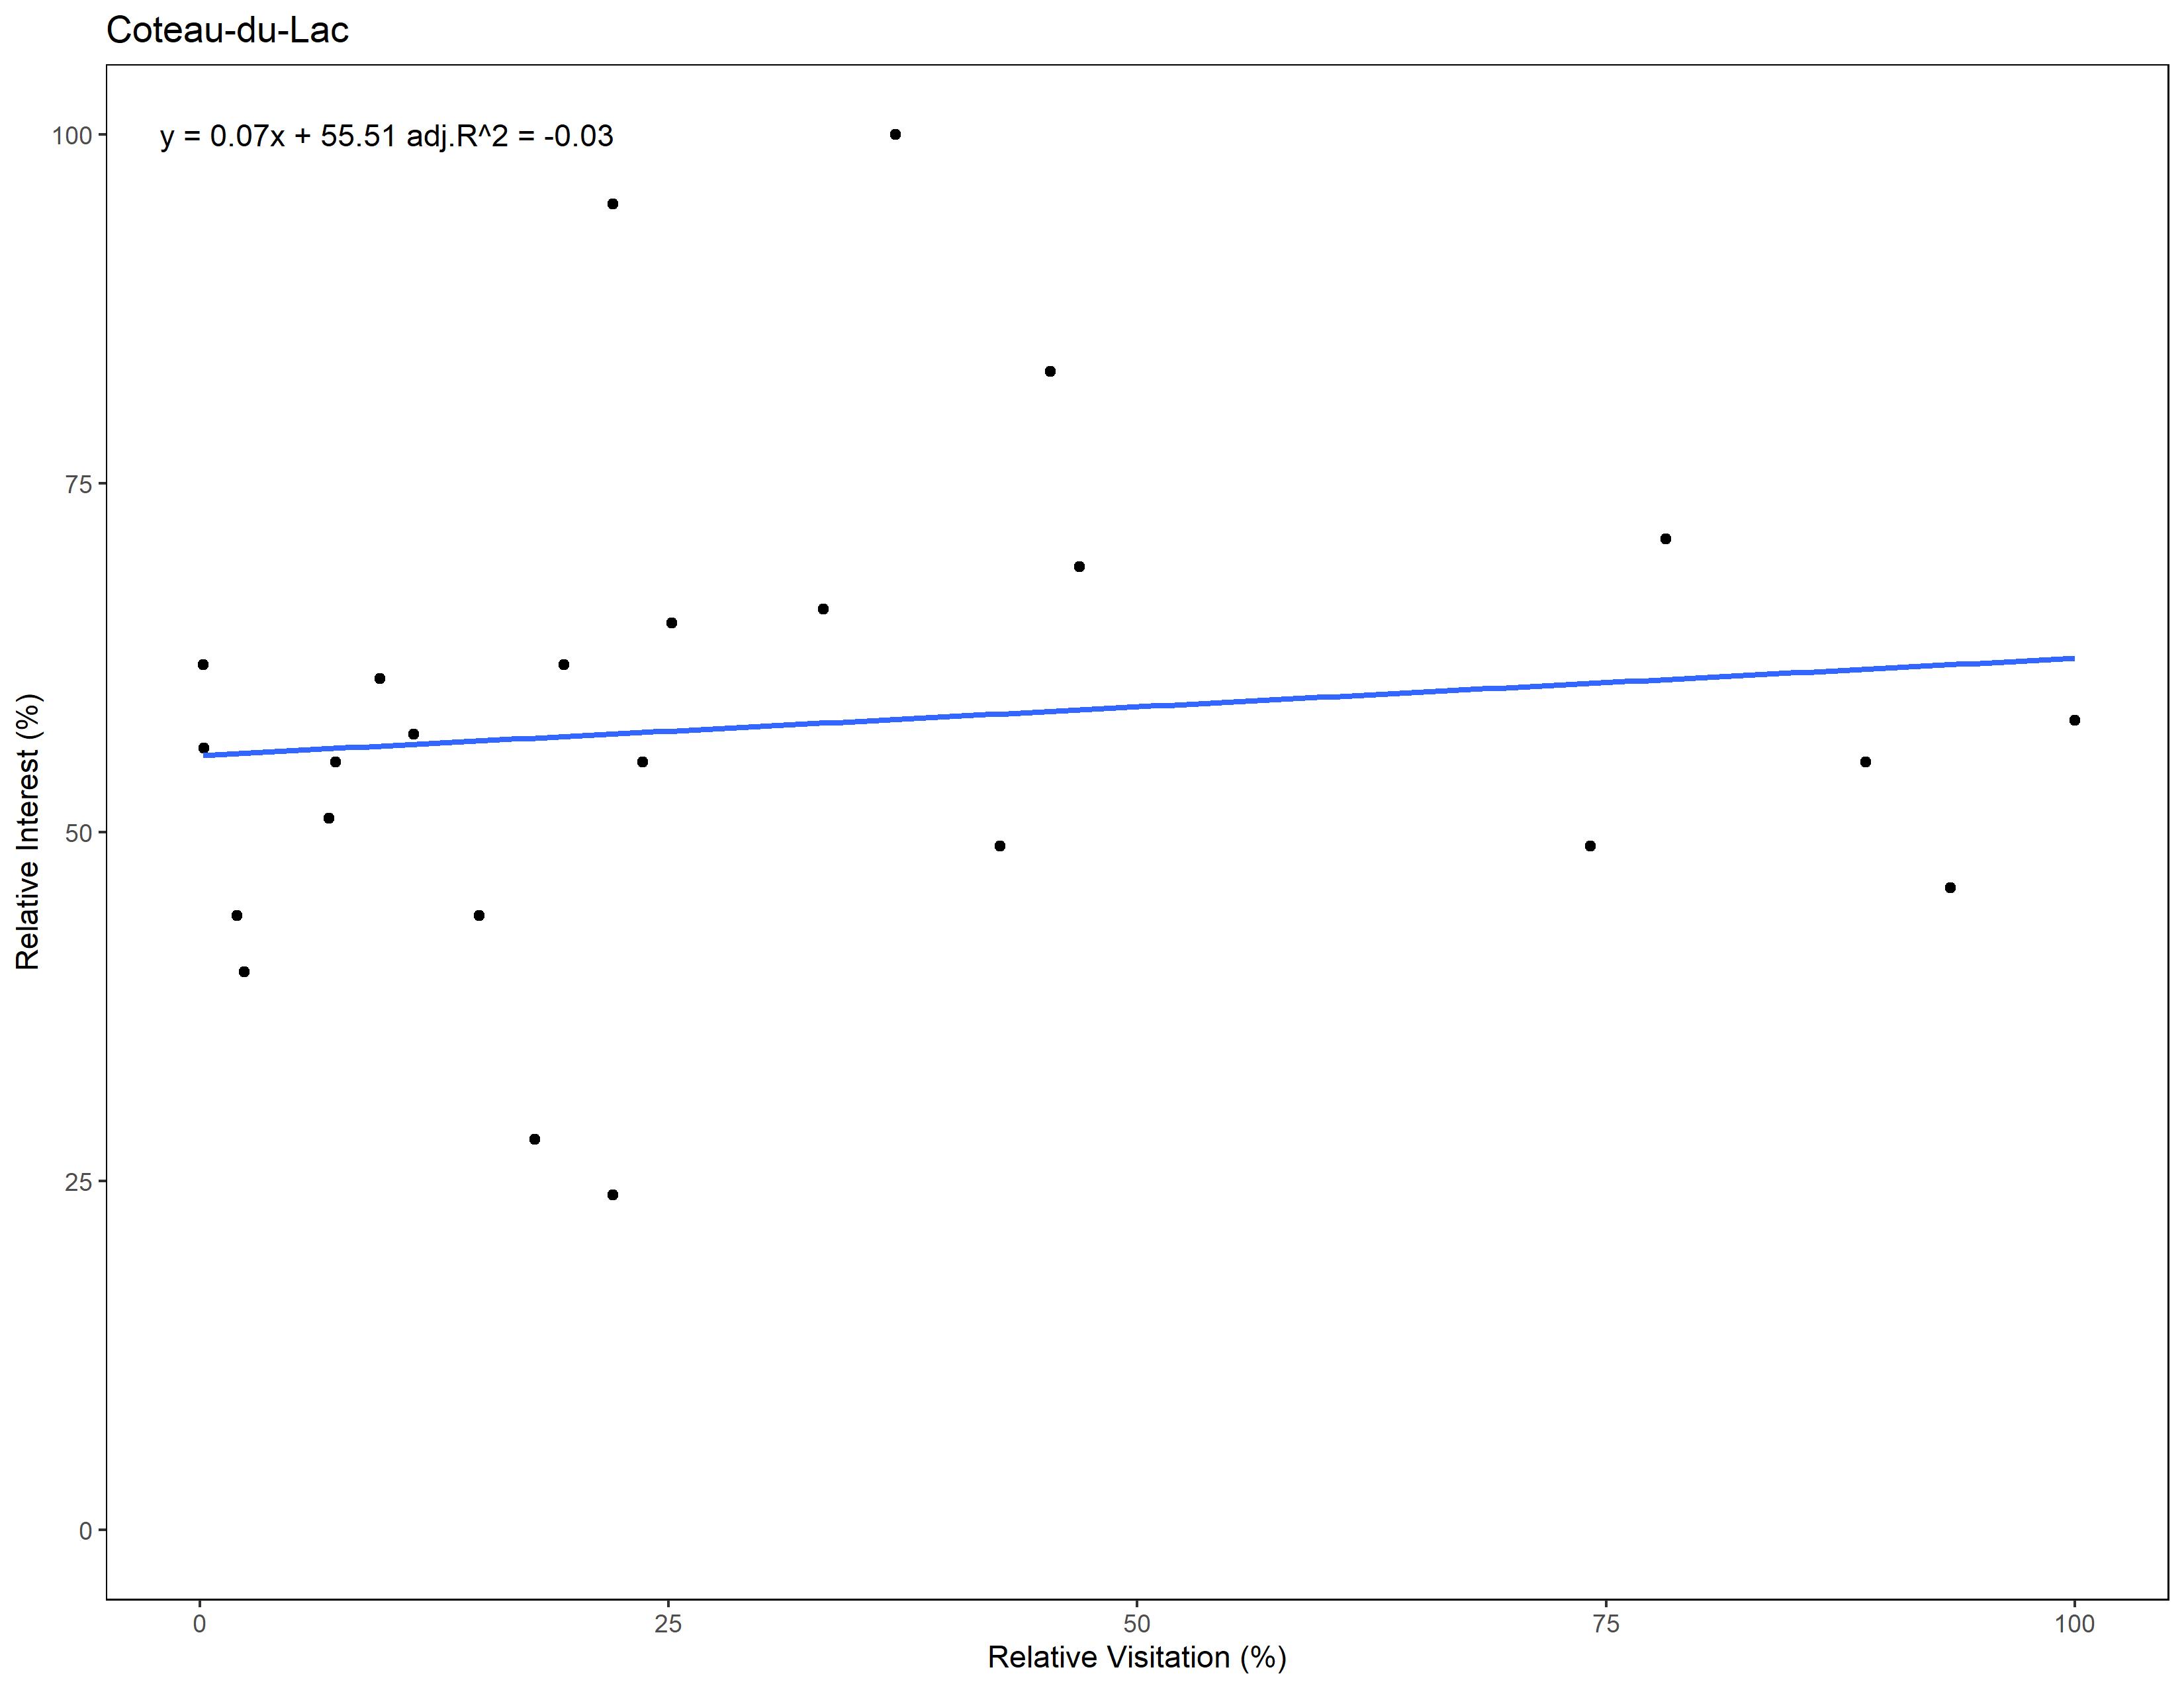 Coteau-du-Lac
y = 0.07x + 55.51 adj.R^2 = -0.03
100
75
50
25
0
Relative Interest (%)
0 25 50 75 100
Relative Visitation (%)